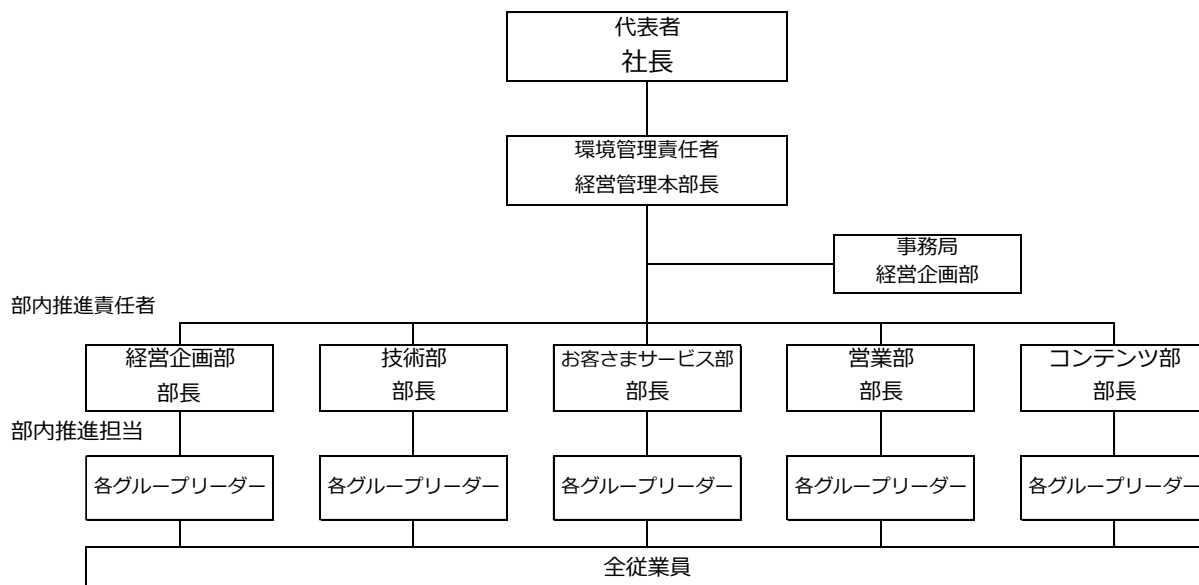 代表者
社長
環境管理責任者
経営管理本部長
事務局
経営企画部
部内推進責任者
経営企画部
部長
技術部
部長
お客さまサービス部
部長
営業部
部長
コンテンツ部
部長
部内推進担当
各グループリーダー
各グループリーダー
各グループリーダー
各グループリーダー
各グループリーダー
全従業員